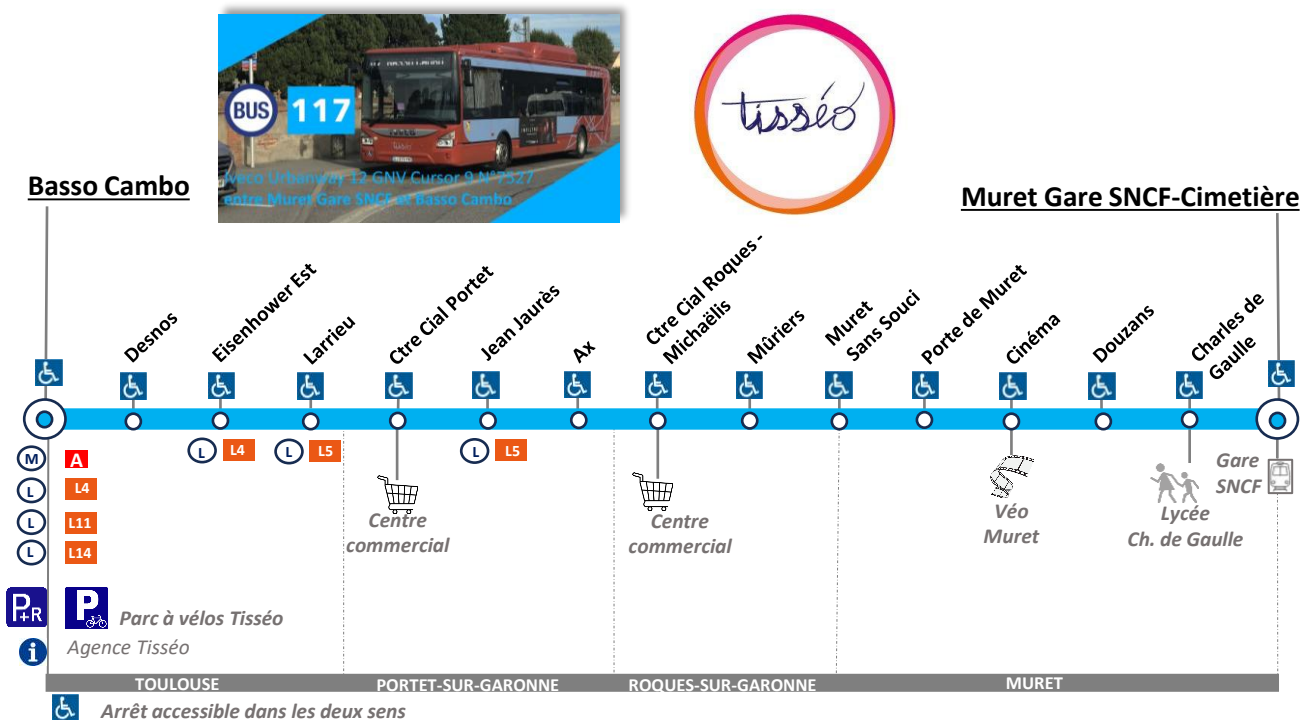 BUS
117
Iveco Urbanway 12 GNV Cursor 9 N°7527
entre Muret Gare SNCF et Basso Cambo
tisséo
Basso Cambo
Muret Gare SNCF-Cimetière
Desnos
Eisenhower Est
Larrieu
Ctre Cial Portet
Jean Jaurès
Ax
Ctre Cial Roques -
Michaëlis
Mûriers
Muret
Sans Souci
Porte de Muret
Cinéma
Douzans
Charles de
Gaulle
L L4
L L5
L L5
M A
L L4
L L11
L L14
Centre
commercial
Centre
commercial
Véo
Muret
Lycée
Ch. de Gaulle
Gare
SNCF
P+R
P Parc à vélos Tisséo
i Agence Tisséo
TOULOUSE
PORTET-SUR-GARONNE
ROQUES-SUR-GARONNE
MURET
Arrêt accessible dans les deux sens